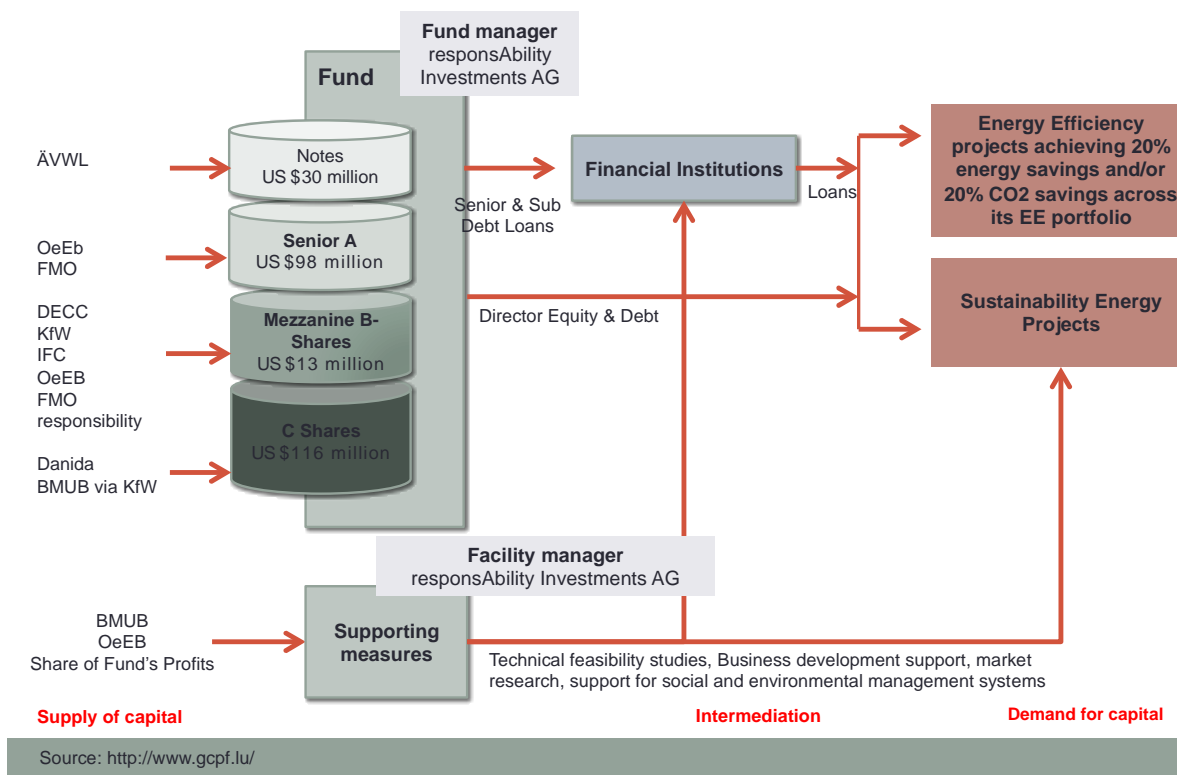 Fund manager
responsAbility
Investments AG
Fund
ÄVWL
Notes
US $30 million
OeEb
FMO
Senior A
US $98 million
DECC
KfW
IFC
OeEB
FMO
responsibility
Mezzanine B-
Shares
US $13 million
Danida
BMUB via KfW
C Shares
US $116 million
Senior & Sub
Debt Loans
Financial Institutions
Loans
Director Equity & Debt
Energy Efficiency
projects achieving 20%
energy savings and/or
20% CO2 savings across
its EE portfolio
Sustainability Energy
Projects
Facility manager
responsAbility Investments AG
BMUB
OeEB
Share of Fund's Profits
Supporting
measures
Technical feasibility studies, Business development support, market
research, support for social and environmental management systems
Supply of capital
Intermediation
Demand for capital
Source: http://www.gcpf.lu/